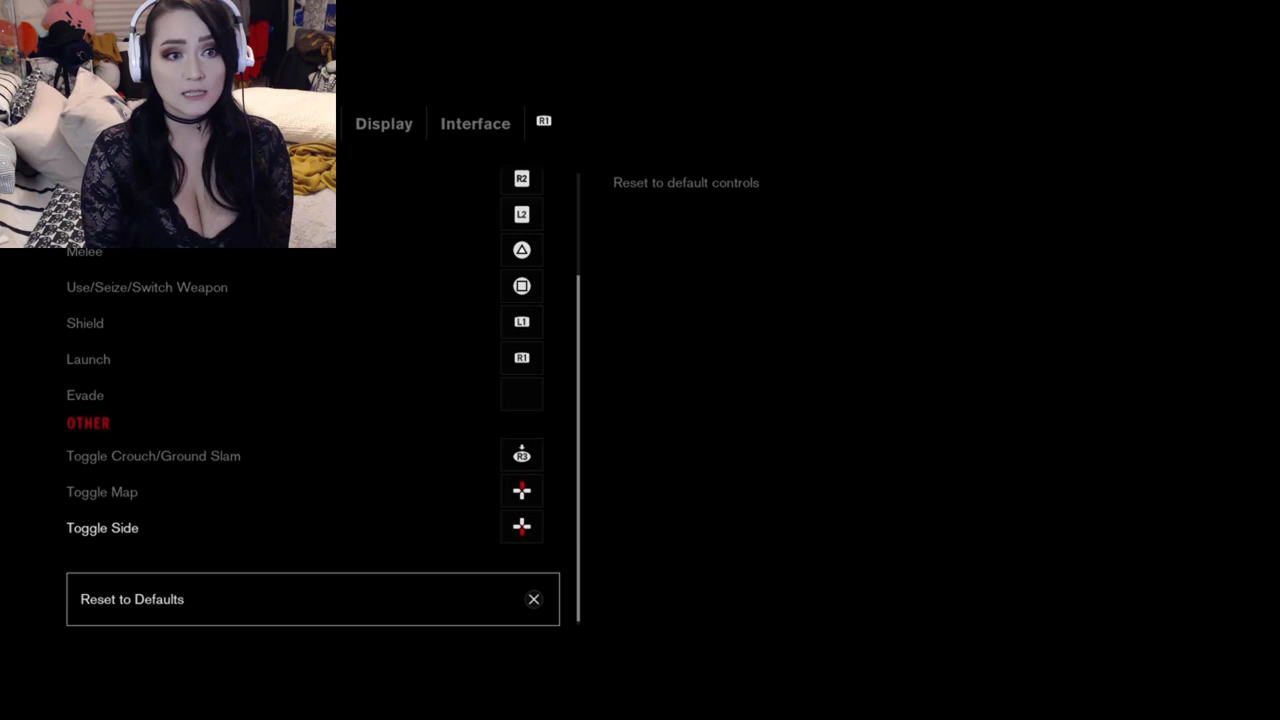 Display
Interface
R1
R2
Reset to default controls
L2
Melee
Use/Seize/Switch Weapon
Shield
L1
Launch
R1
Evade
OTHER
Toggle Crouch/Ground Slam
R3
Toggle Map
Toggle Side
Reset to Defaults